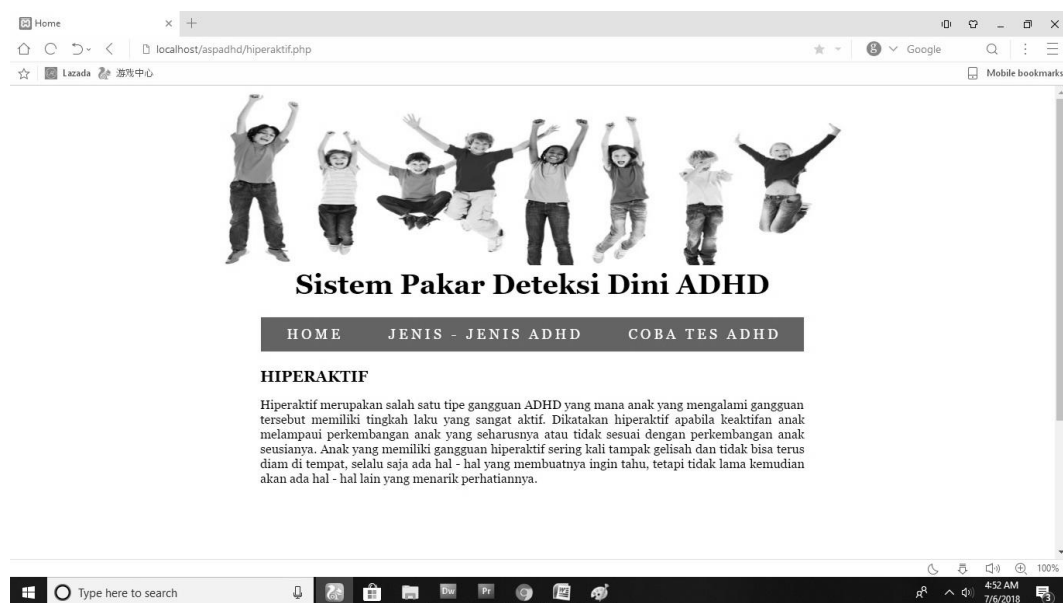 Home
localhost/aspadhd/hiperaktif.php
Google
Lazada 游戏中心
Mobile bookmarks
Sistem Pakar Deteksi Dini ADHD
HOME JENIS - JENIS ADHD COBA TES ADHD
HIPERAKTIF
Hiperaktif merupakan salah satu tipe gangguan ADHD yang mana anak yang mengalami gangguan
tersebut memiliki tingkah laku yang sangat aktif. Dikatakan hiperaktif apabila keaktifan anak
melampaui perkembangan anak yang seharusnya atau tidak sesuai dengan perkembangan anak
seusianya. Anak yang memiliki gangguan hiperaktif sering kali tampak gelisah dan tidak bisa terus
diam di tempat, selalu saja ada hal - hal yang membuatnya ingin tahu, tetapi tidak lama kemudian
akan ada hal - hal lain yang menarik perhatiannya.
100%
Type here to search
Dw
Pr
4:52 AM
7/6/2018
3